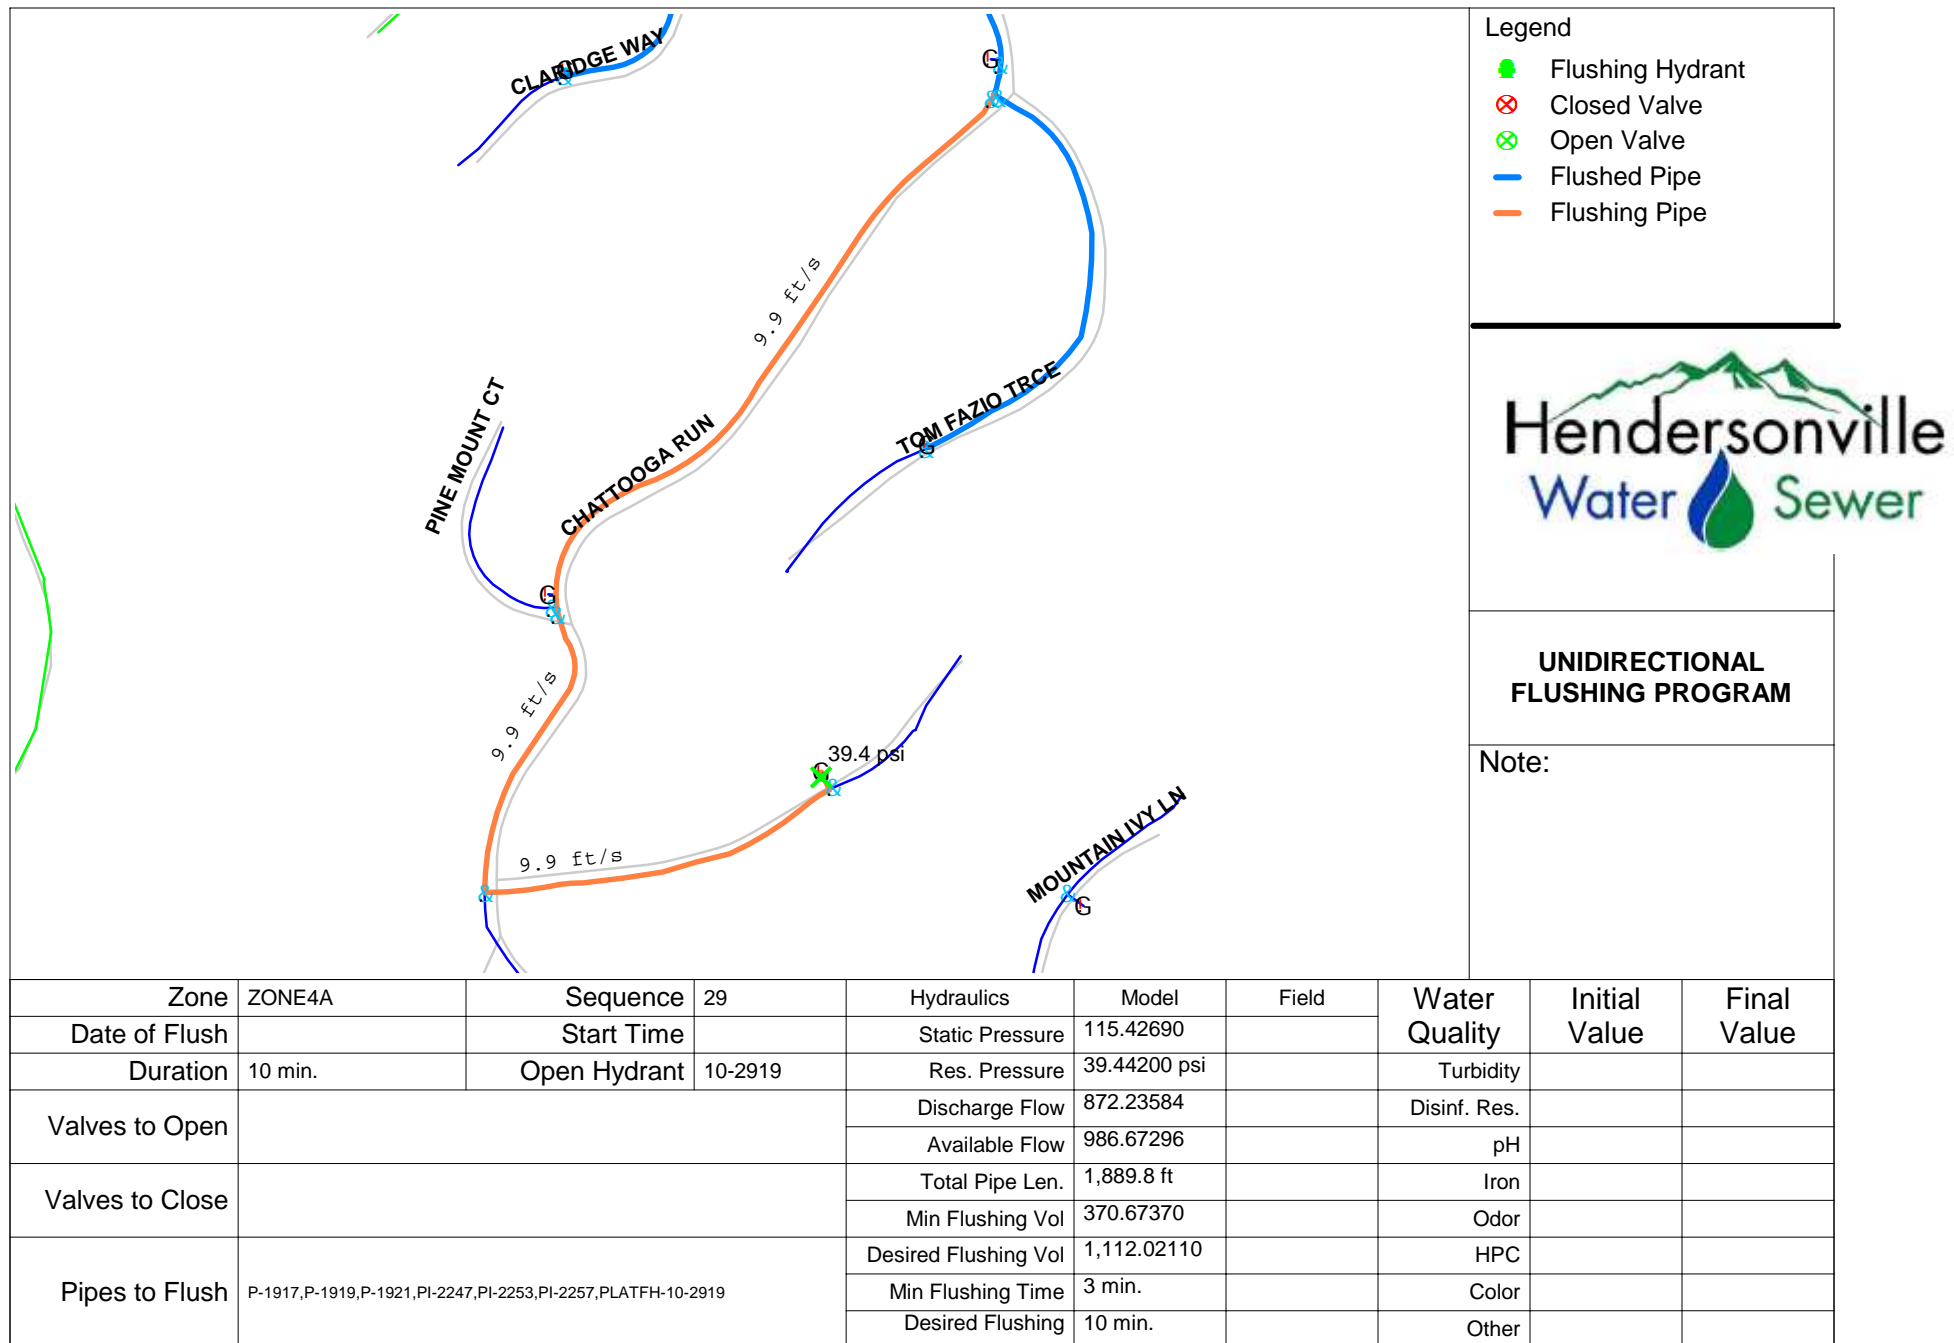 CLARIDGE WAY
G
&
G
&
&&
9.9 ft/s
PINE MOUNT CT
CHATTOOGA RUN
TOM FAZIO TRCE
G
&
G
&
&
9.9 ft/s
39.4 psi
G
&
9.9 ft/s
&
MOUNTAIN IVY LN
&
G
Legend
Flushing Hydrant
Closed Valve
Open Valve
Flushed Pipe
Flushing Pipe
Hendersonville
Water Sewer
UNIDIRECTIONAL
FLUSHING PROGRAM
Note:
Zone ZONE4A Sequence 29 Hydraulics Model Field Water Quality Initial Value Final Value
Date of Flush Start Time Static Pressure 115.42690
Duration 10 min. Open Hydrant 10-2919 Res. Pressure 39.44200 psi Turbidity
Valves to Open Discharge Flow 872.23584 Disinf. Res.
Available Flow 986.67296 pH
Valves to Close Total Pipe Len. 1,889.8 ft Iron
Min Flushing Vol 370.67370 Odor
Pipes to Flush P-1917,P-1919,P-1921,PI-2247,PI-2253,PI-2257,PLATFH-10-2919 Desired Flushing Vol 1,112.02110 HPC
Min Flushing Time 3 min. Color
Desired Flushing 10 min. Other